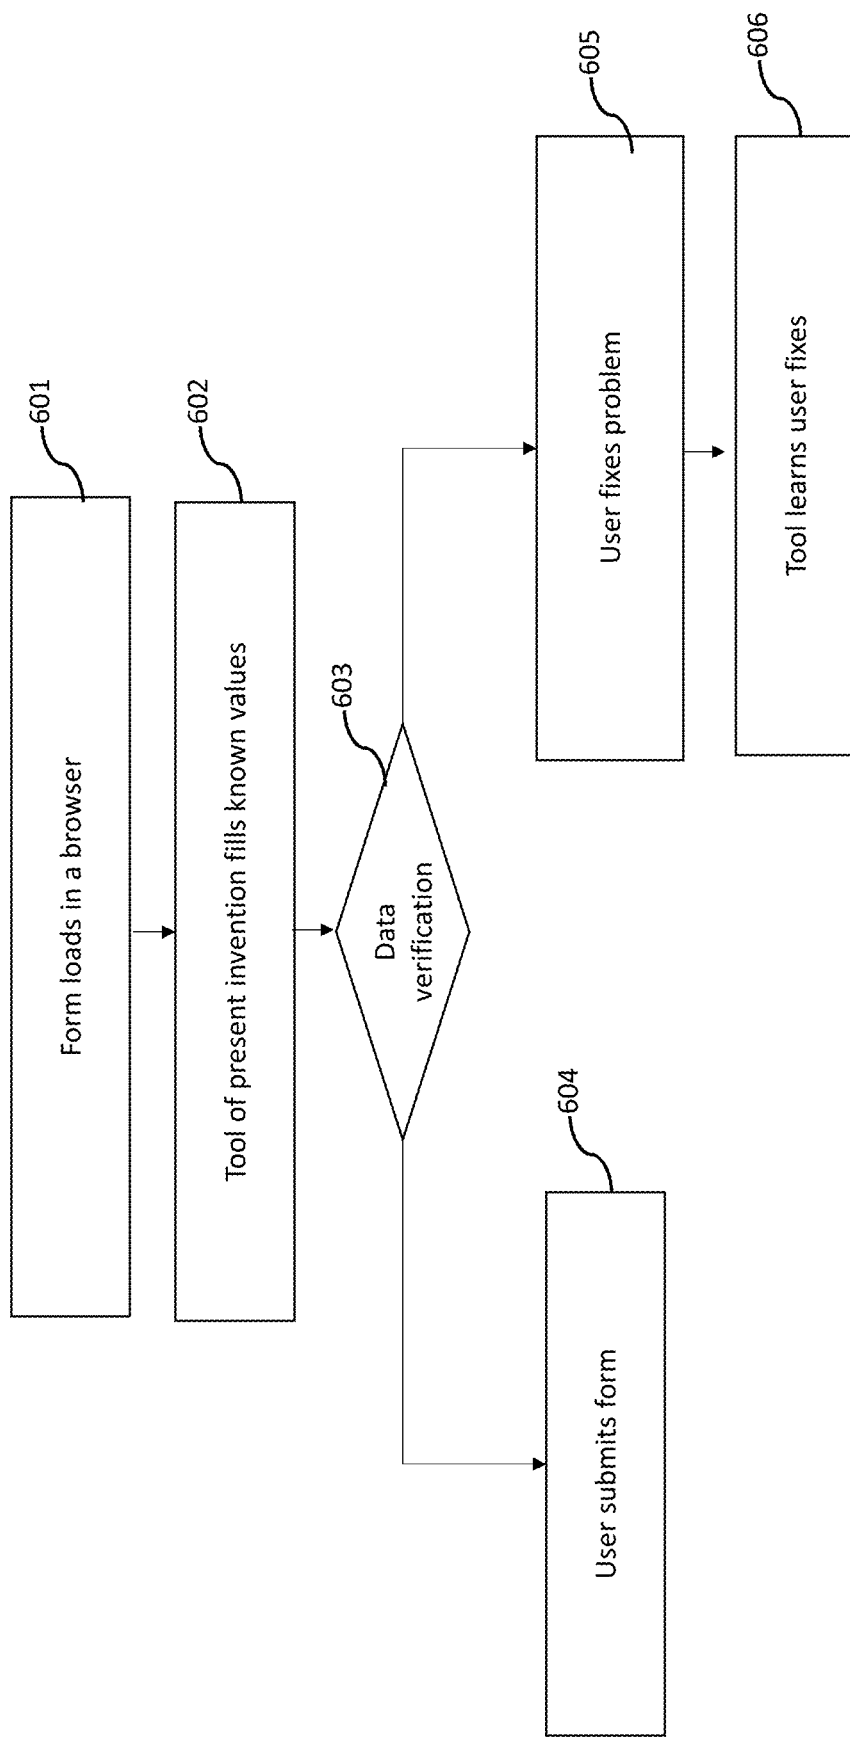 601
Form loads in a browser
602
Tool of present invention fills known values
603
Data
verification
604
User submits form
605
User fixes problem
606
Tool learns user fixes